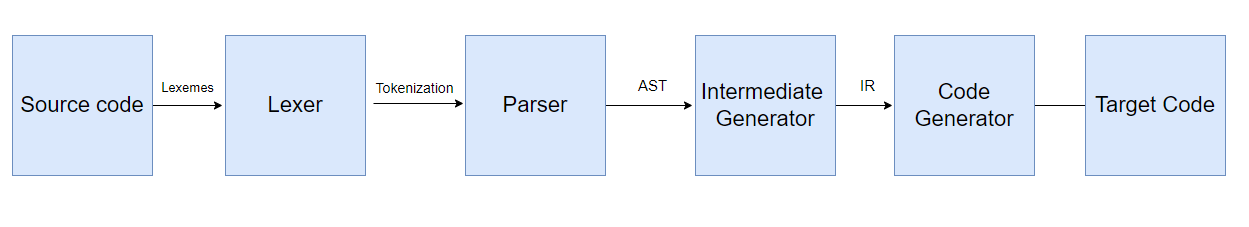 Source code
Lexemes
Lexer
Tokenization
Parser
AST
Intermediate
Generator
IR
Code
Generator
Target Code